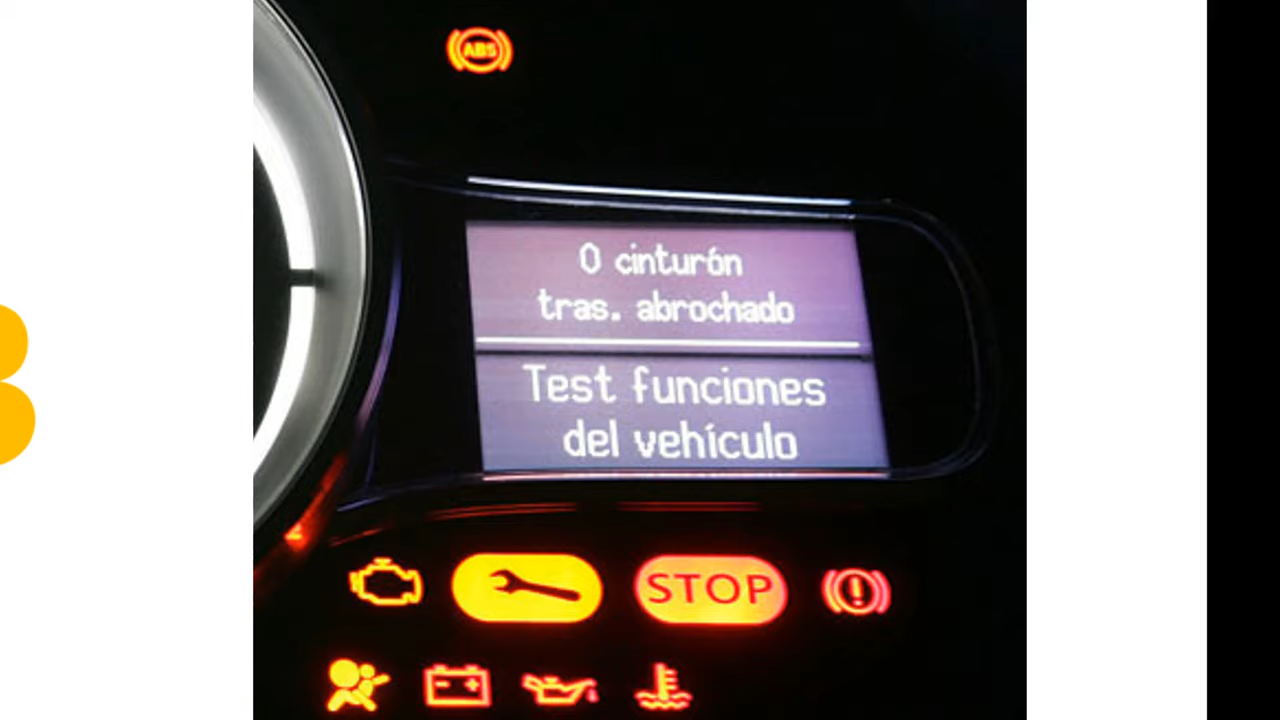 ABS
0 cinturón
tras. abrochado
Test funciones
del vehículo
STOP